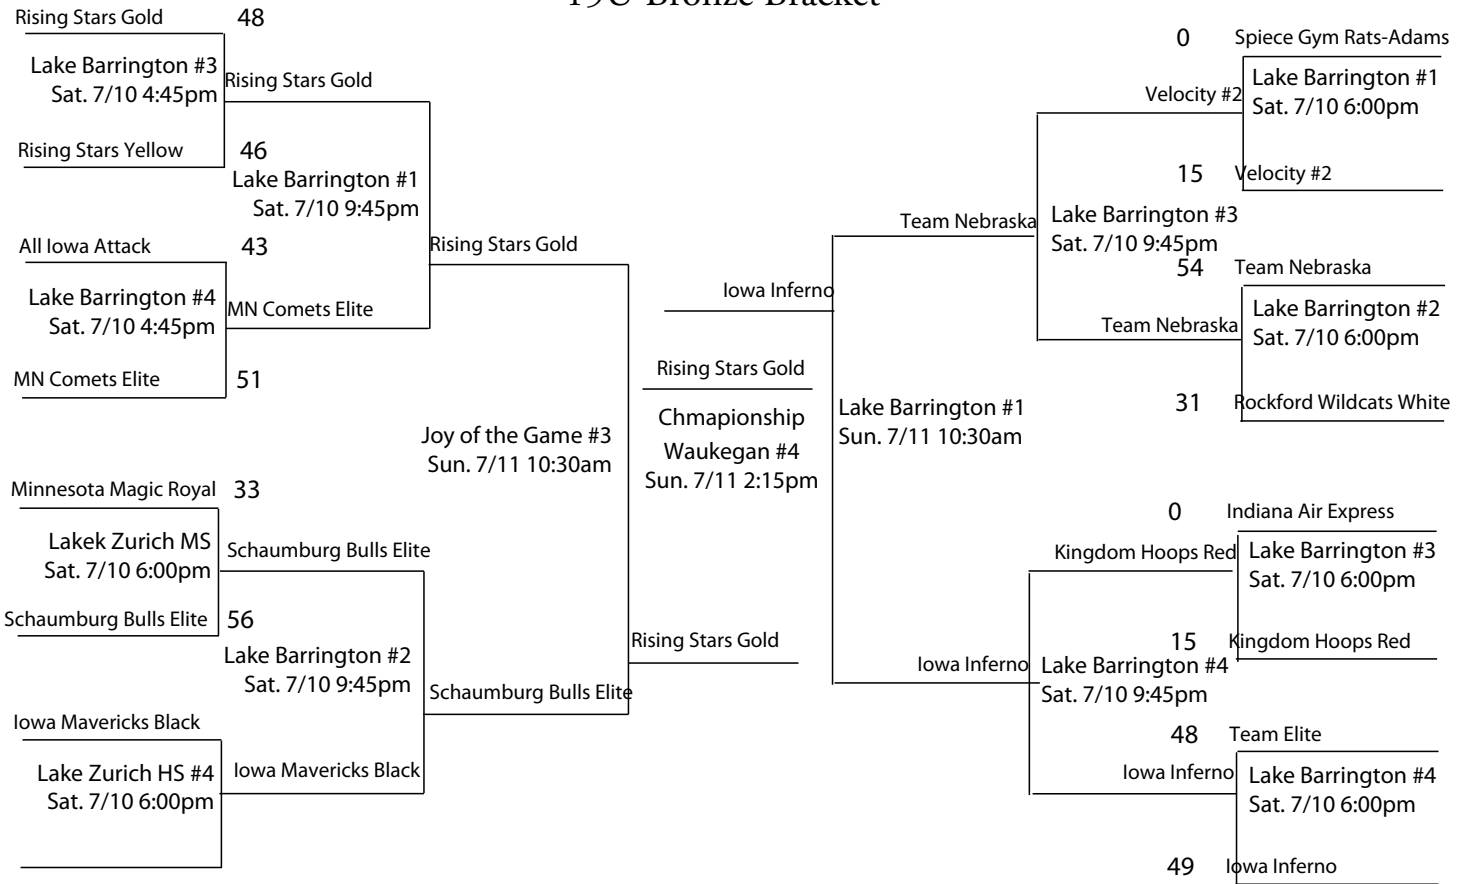 15U Bronze Bracket
Rising Stars Gold 48
Lake Barrington #3
Sat. 7/10 4:45pm
Rising Stars Gold
Rising Stars Yellow 46
Lake Barrington #1
Sat. 7/10 9:45pm
All Iowa Attack 43
Rising Stars Gold
Lake Barrington #4
Sat. 7/10 4:45pm
MN Comets Elite
MN Comets Elite 51
Joy of the Game #3
Sun. 7/11 10:30am
Minnesota Magic Royal 33
Lakek Zurich MS
Sat. 7/10 6:00pm
Schaumburg Bulls Elite
Schaumburg Bulls Elite 56
Lake Barrington #2
Sat. 7/10 9:45pm
Schaumburg Bulls Elite
Iowa Mavericks Black
Lake Zurich HS #4
Sat. 7/10 6:00pm
Iowa Mavericks Black
Rising Stars Gold
Iowa Inferno
Rising Stars Gold
Chmapionship
Waukegan #4
Sun. 7/11 2:15pm
Lake Barrington #1
Sun. 7/11 10:30am
0 Spiece Gym Rats-Adams
Lake Barrington #1
Sat. 7/10 6:00pm
Velocity #2
15 Velocity #2
Team Nebraska
Lake Barrington #3
Sat. 7/10 9:45pm
54 Team Nebraska
Lake Barrington #2
Sat. 7/10 6:00pm
Team Nebraska
31 Rockford Wildcats White
0 Indiana Air Express
Kingdom Hoops Red
Lake Barrington #3
Sat. 7/10 6:00pm
15 Kingdom Hoops Red
Iowa Inferno
Lake Barrington #4
Sat. 7/10 9:45pm
48 Team Elite
Iowa Inferno
Lake Barrington #4
Sat. 7/10 6:00pm
49 Iowa Inferno